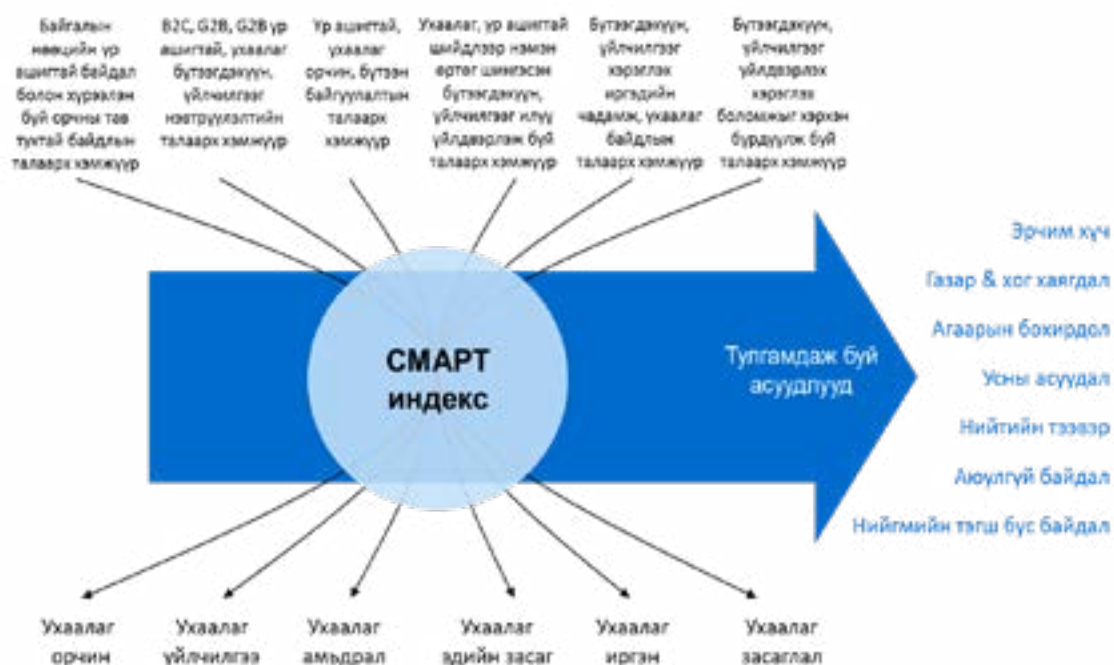 Байгалын
нөөцийн үр
ашигтай байдал
болон хүрээлэн
буй орчны тав
тухтай байдлын
талаарх хэмжүүр
B2C, G2B, G2B үр
ашигтай, ухаалаг
бүтээгдэхүүн,
үйлчилгээг
нэвтрүүлэлтийн
талаарх хэмжүүр
Үр ашигтай,
ухаалаг
орчин, бүтээн
байгуулалтын
талаарх
хэмжүүр
Ухаалаг, үр ашигтай
шийдлээр нэмэн
өртөг шингэсэн
бүтээгдэхүүн,
үйлчилгээг илүү
үйлдвэрлэж буй
талаарх хэмжүүр
Бүтээгдэхүүн,
үйлчилгээг
хэрэглэх
иргэдийн
чадамж, ухаалаг
байдлын
талаарх хэмжүүр
Бүтээгдэхүүн,
үйлчилгээг
үйлдвэрлэх
хэрэглэх
боломжыг хэрхэн
бүрдүүлж буй
талаарх хэмжүүр
СМАРТ
индекс
Тулгамдаж буй
асуудлууд
Эрчим хүч
Газар & хог хаягдал
Агаарын бохирдол
Усны асуудал
Нийтийн тээвэр
Аюулгүй байдал
Нийгмийн тэгш бус байдал
Ухаалаг
орчин
Ухаалаг
үйлчилгээ
Ухаалаг
амьдрал
Ухаалаг
эдийн засаг
Ухаалаг
иргэн
Ухаалаг
засаглал